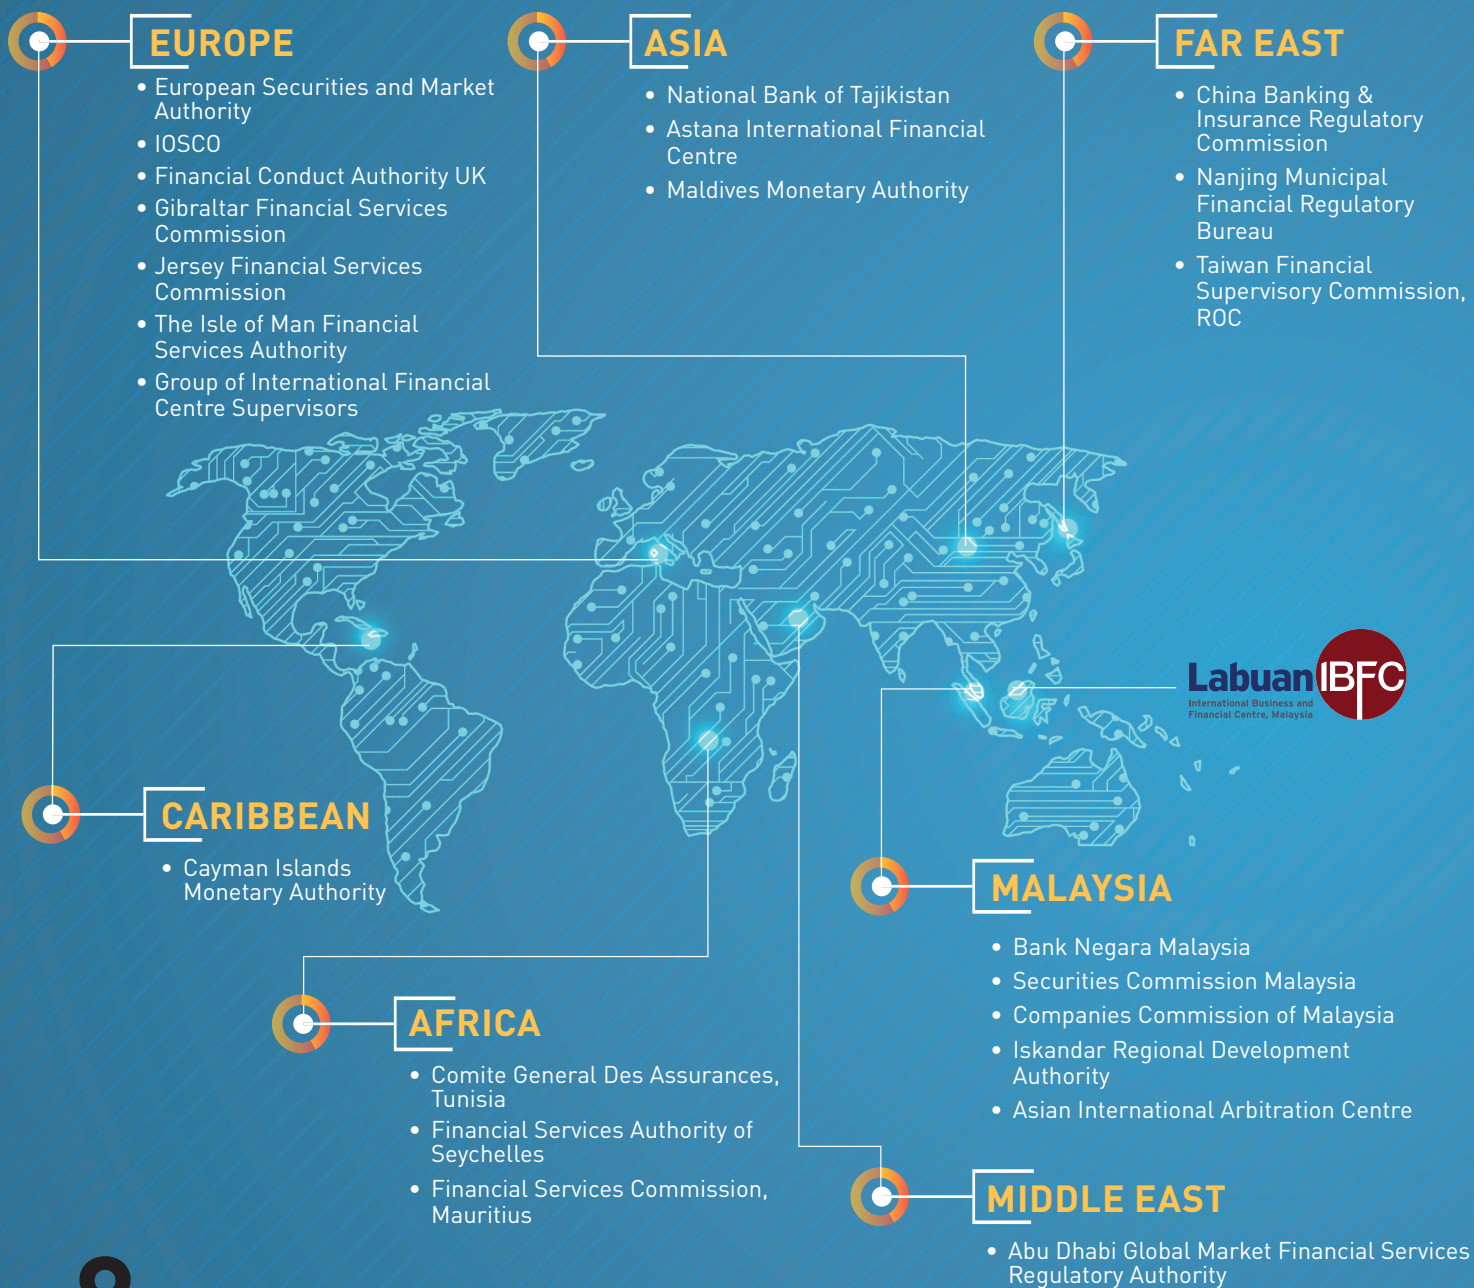 EUROPE
• European Securities and Market
Authority
• IOSCO
• Financial Conduct Authority UK
• Gibraltar Financial Services
Commission
• Jersey Financial Services
Commission
• The Isle of Man Financial
Services Authority
• Group of International Financial
Centre Supervisors
ASIA
• National Bank of Tajikistan
• Astana International Financial
Centre
• Maldives Monetary Authority
FAR EAST
• China Banking &
Insurance Regulatory
Commission
• Nanjing Municipal
Financial Regulatory
Bureau
• Taiwan Financial
Supervisory Commission,
ROC
Labuan IBFC
International Business and
Financial Centre, Malaysia
CARIBBEAN
• Cayman Islands
Monetary Authority
MALAYSIA
• Bank Negara Malaysia
• Securities Commission Malaysia
• Companies Commission of Malaysia
• Iskandar Regional Development
Authority
• Asian International Arbitration Centre
AFRICA
• Comite General Des Assurances,
Tunisia
• Financial Services Authority of
Seychelles
• Financial Services Commission,
Mauritius
MIDDLE EAST
• Abu Dhabi Global Market Financial Services
Regulatory Authority